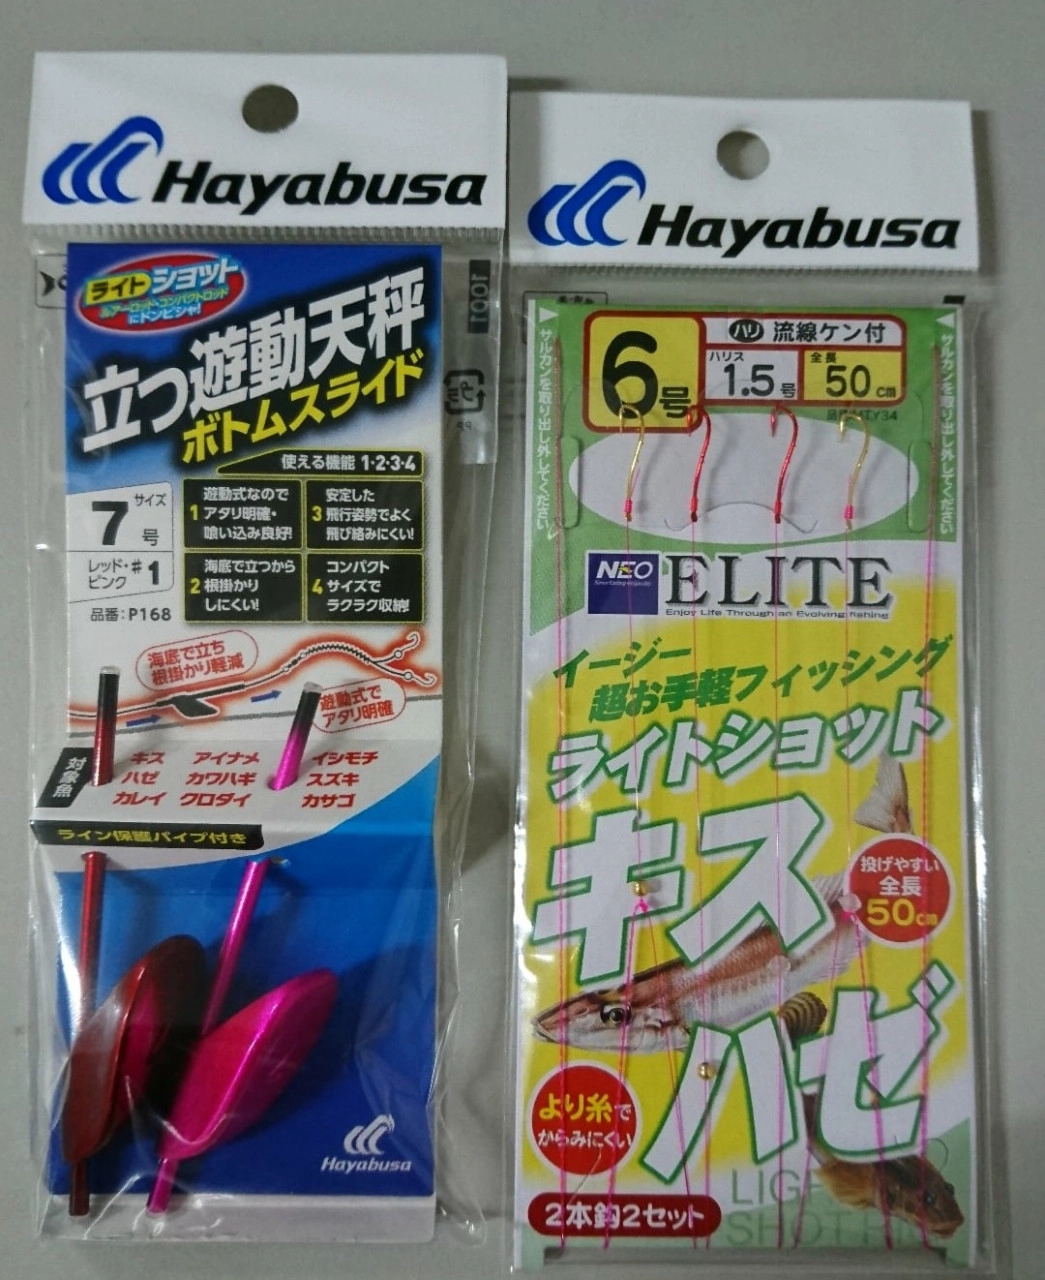 Hayabusa
ライトショット
ルアーロッド・コンパクトロッド
にドンピシャ!
立つ遊動天秤
ボトムスライド
使える機能 1・2・3・4
1 遊動式なので
アタリ明確・
喰い込み良好!
3 安定した
飛行姿勢でよく
飛び絡みにくい!
2 海底で立つから
根掛かり
しにくい!
4 コンパクト
サイズで
ラクラク収納!
サイズ
7号
レッド・ピンク
#1
品番:P168
海底で立ち
根掛かり軽減
遊動式で
アタリ明確
対象魚
キス アイナメ イシモチ
ハゼ カワハギ スズキ
カレイ クロダイ カサゴ
ライン保護パイプ付き
Hayabusa
Hayabusa
サルカンを取り出し外してください
6号
ハリ 流線ケン付
ハリス
1.5号
全長
50cm
サルカンを取り出し外してください
NEO
ELITE
Enjoy Life Through an Evolving fishing
イージー
超お手軽フィッシング
ライトショット
キス
ハゼ
投げやすい
全長
50cm
より糸で
からみにくい
2本鈎2セット